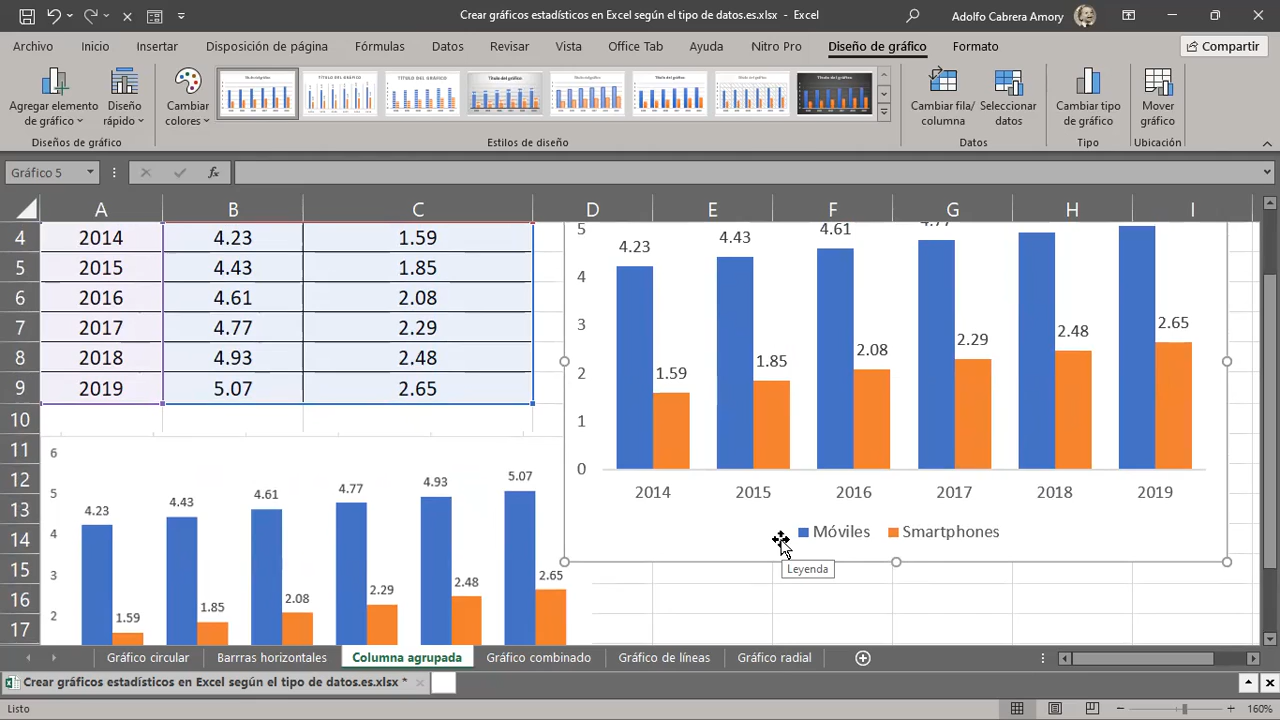 Crear gráficos estadísticos en Excel según el tipo de datos.es.xlsx - Excel
Adolfo Cabrera Amory
Archivo Inicio Insertar Disposición de página Fórmulas Datos Revisar Vista Office Tab Ayuda Nitro Pro Diseño de gráfico Formato Compartir
Agregar elemento de gráfico
Diseño rápido
Cambiar colores
Cambiar fila/columna
Seleccionar datos
Cambiar tipo de gráfico
Mover gráfico
Diseños de gráfico Estilos de diseño Datos Tipo Ubicación
Gráfico 5 fx
A B C D E F G H I
4 2014 4.23 1.59
5 2015 4.43 1.85
6 2016 4.61 2.08
7 2017 4.77 2.29
8 2018 4.93 2.48
9 2019 5.07 2.65
10
11
12
13
14
15
16
17
5 4.23 4.43 4.61 4.77
4
3 2.08 2.29 2.48 2.65
2 1.59 1.85
1
0
2014 2015 2016 2017 2018 2019
Móviles Smartphones
Leyenda
6
5 4.23 4.43 4.61 4.77 4.93 5.07
4
3
2 1.59 1.85 2.08 2.29 2.48 2.65
Gráfico circular Barrras horizontales Columna agrupada Gráfico combinado Gráfico de líneas Gráfico radial
Crear gráficos estadísticos en Excel según el tipo de datos.es.xlsx *
Listo 160%